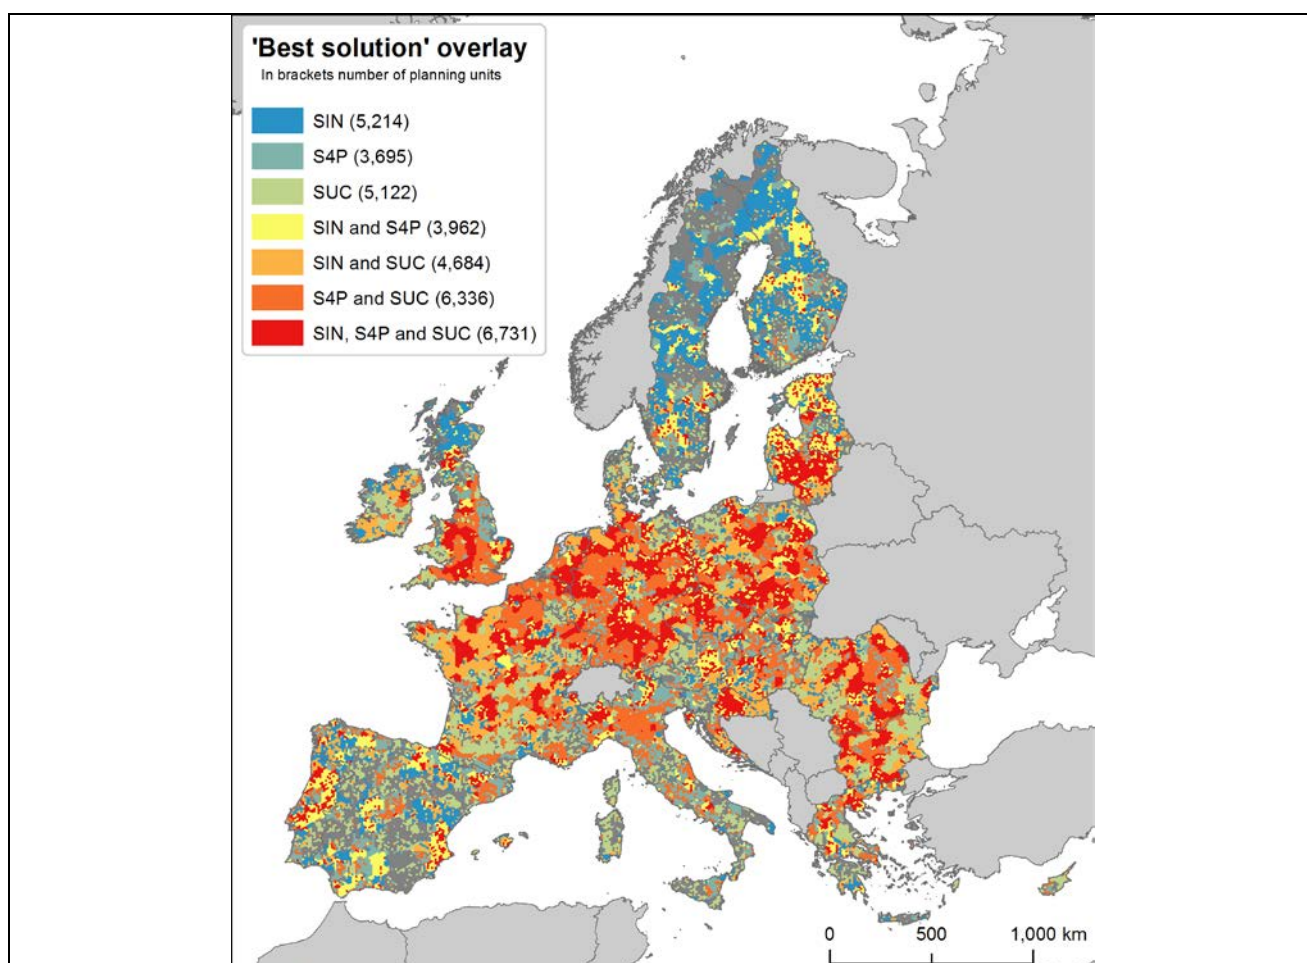 'Best solution' overlay
In brackets number of planning units
SIN (5,214)
S4P (3,695)
SUC (5,122)
SIN and S4P (3,962)
SIN and SUC (4,684)
S4P and SUC (6,336)
SIN, S4P and SUC (6,731)
0 500 1,000 km